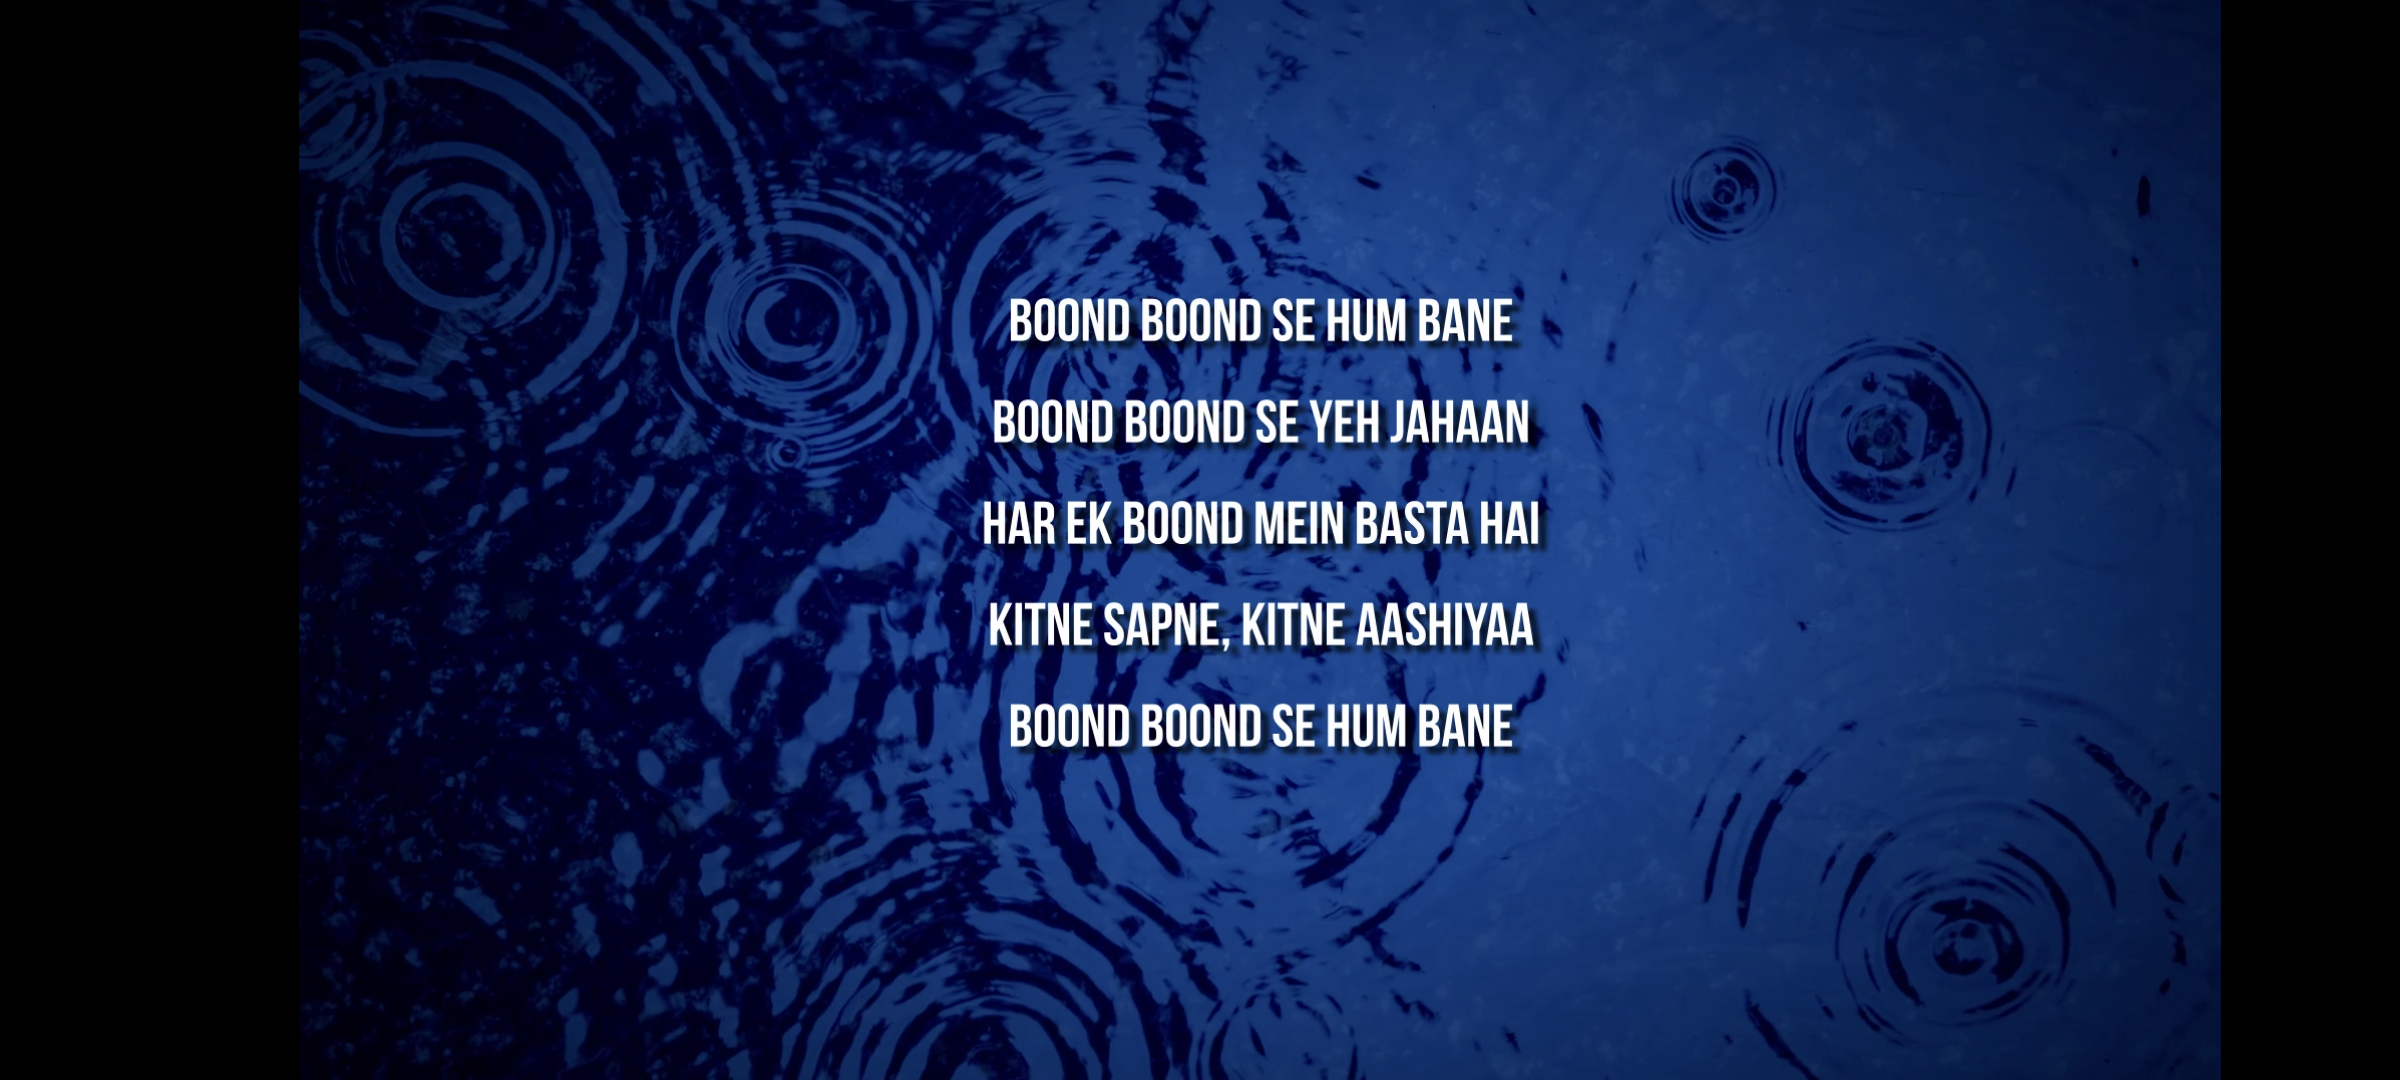 BOOND BOOND SE HUM BANE
BOOND BOOND SE YEH JAHAAN
HAR EK BOOND MEIN BASTA HAI
KITNE SAPNE, KITNE AASHIYAA
BOOND BOOND SE HUM BANE